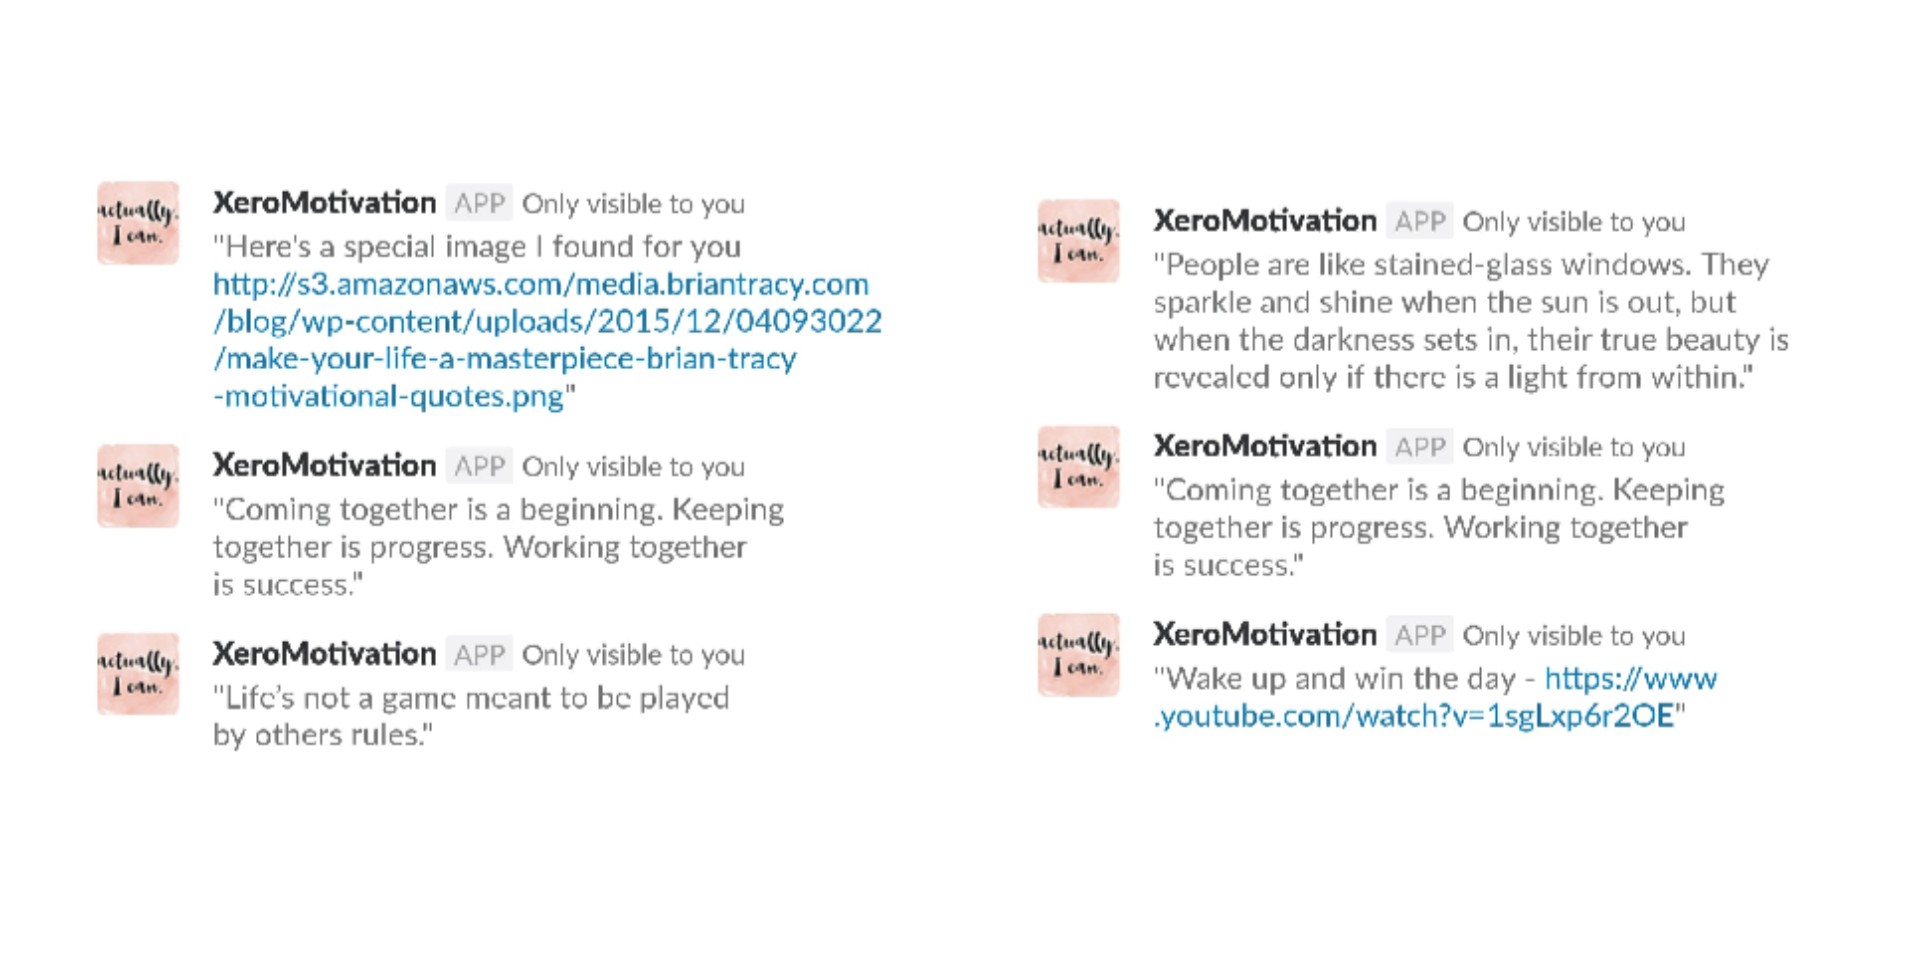 actually.
I can.
XeroMotivation APP Only visible to you
"Here's a special image I found for you
http://s3.amazonaws.com/media.briantracy.com
/blog/wp-content/uploads/2015/12/04093022
/make-your-life-a-masterpiece-brian-tracy
-motivational-quotes.png"
actually.
I can.
XeroMotivation APP Only visible to you
"Coming together is a beginning. Keeping
together is progress. Working together
is success."
actually.
I can.
XeroMotivation APP Only visible to you
"Life's not a game meant to be played
by others rules."
actually.
I can.
XeroMotivation APP Only visible to you
"People are like stained-glass windows. They
sparkle and shine when the sun is out, but
when the darkness sets in, their true beauty is
revealed only if there is a light from within."
actually.
I can.
XeroMotivation APP Only visible to you
"Coming together is a beginning. Keeping
together is progress. Working together
is success."
actually.
I can.
XeroMotivation APP Only visible to you
"Wake up and win the day - https://www
.youtube.com/watch?v=1sgLxp6r2OE"